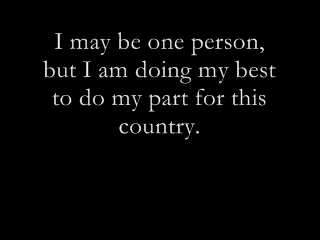 I may be one person,
but I am doing my best
to do my part for this
country.